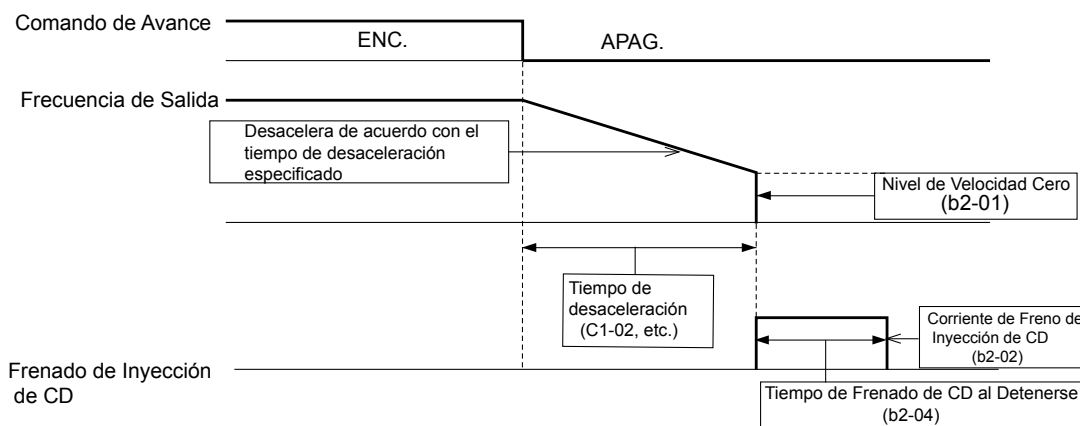 Comando de Avance
ENC.
APAG.
Frecuencia de Salida
Desacelera de acuerdo con el
tiempo de desaceleración
especificado
Nivel de Velocidad Cero
(b2-01)
Tiempo de
desaceleración
(C1-02, etc.)
Corriente de Freno de
Inyección de CD
(b2-02)
Frenado de Inyección
de CD
Tiempo de Frenado de CD al Detenerse
(b2-04)